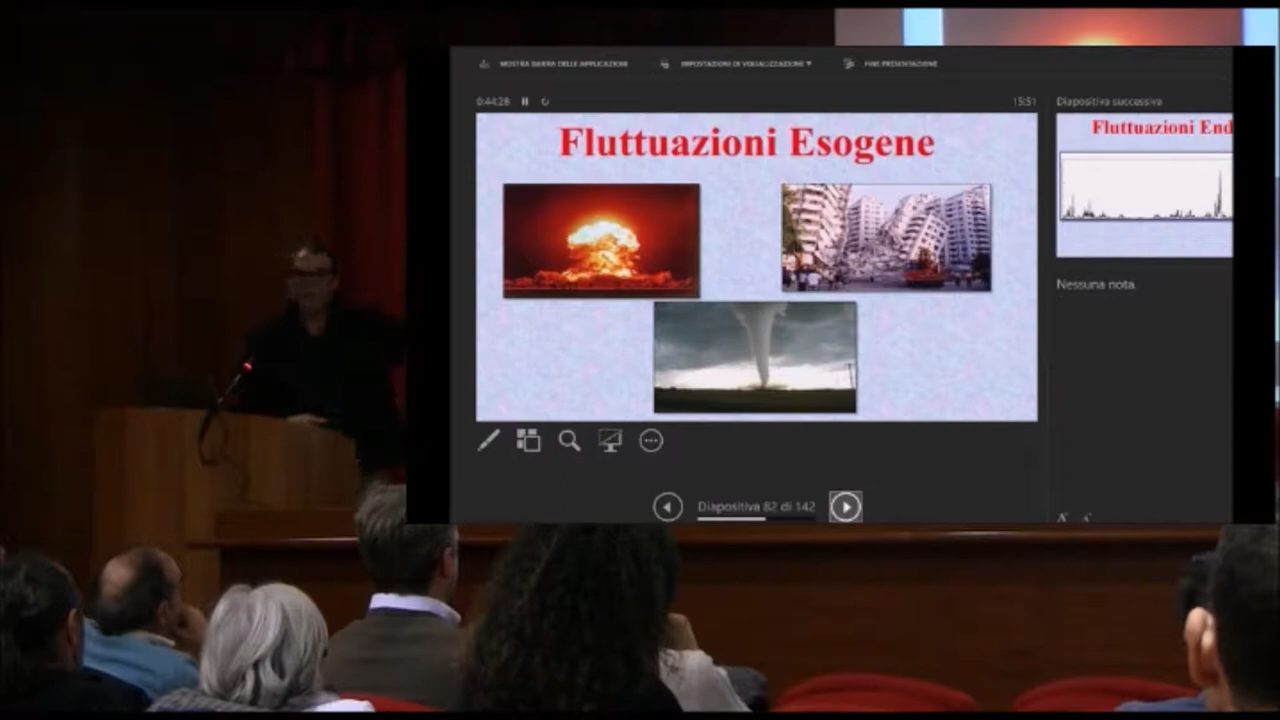 MOSTRA BARRA DELLE APPLICAZIONI
IMPOSTAZIONI DI VISUALIZZAZIONE ▼
FINE PRESENTAZIONE
0:44:28
15:51
Diapositiva successiva
Fluttuazioni Esogene
Fluttuazioni End
Nessuna nota.
Diapositiva 82 di 142
A A